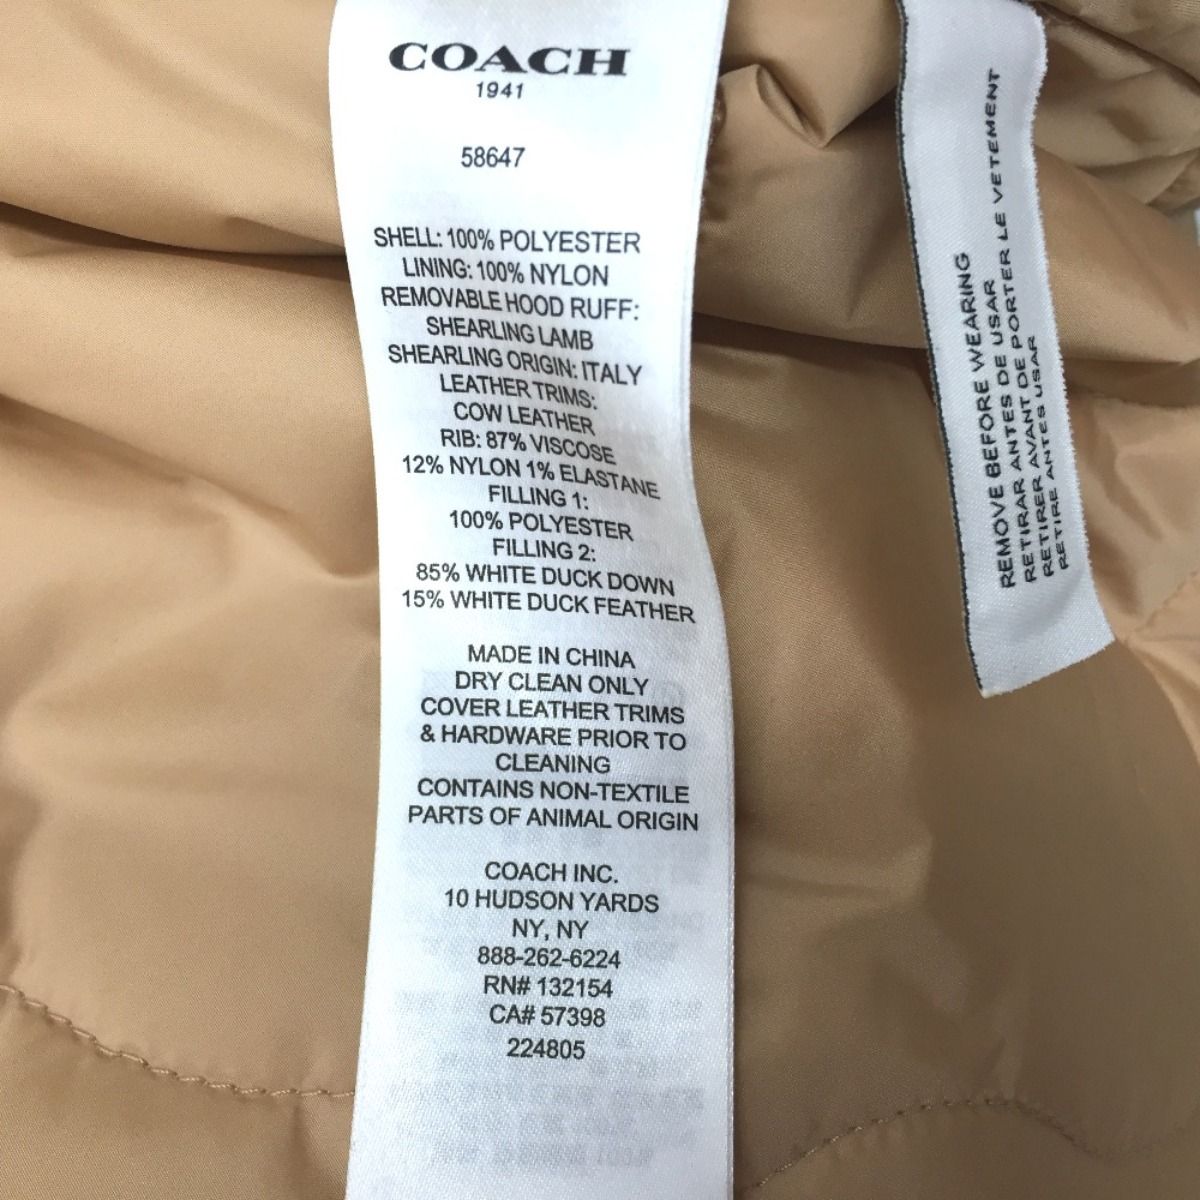 COACH
1941
58647
SHELL: 100% POLYESTER
LINING: 100% NYLON
REMOVABLE HOOD RUFF:
SHEARLING LAMB
SHEARLING ORIGIN: ITALY
LEATHER TRIMS:
COW LEATHER
RIB: 87% VISCOSE
12% NYLON 1% ELASTANE
FILLING 1:
100% POLYESTER
FILLING 2:
85% WHITE DUCK DOWN
15% WHITE DUCK FEATHER
MADE IN CHINA
DRY CLEAN ONLY
COVER LEATHER TRIMS
& HARDWARE PRIOR TO
CLEANING
CONTAINS NON-TEXTILE
PARTS OF ANIMAL ORIGIN
COACH INC.
10 HUDSON YARDS
NY, NY
888-262-6224
RN# 132154
CA# 57398
224805
REMOVE BEFORE WEARING
RETIRAR ANTES DE USAR
RETIRER AVANT DE PORTER LE VETEMENT
RETIRE ANTES USAR